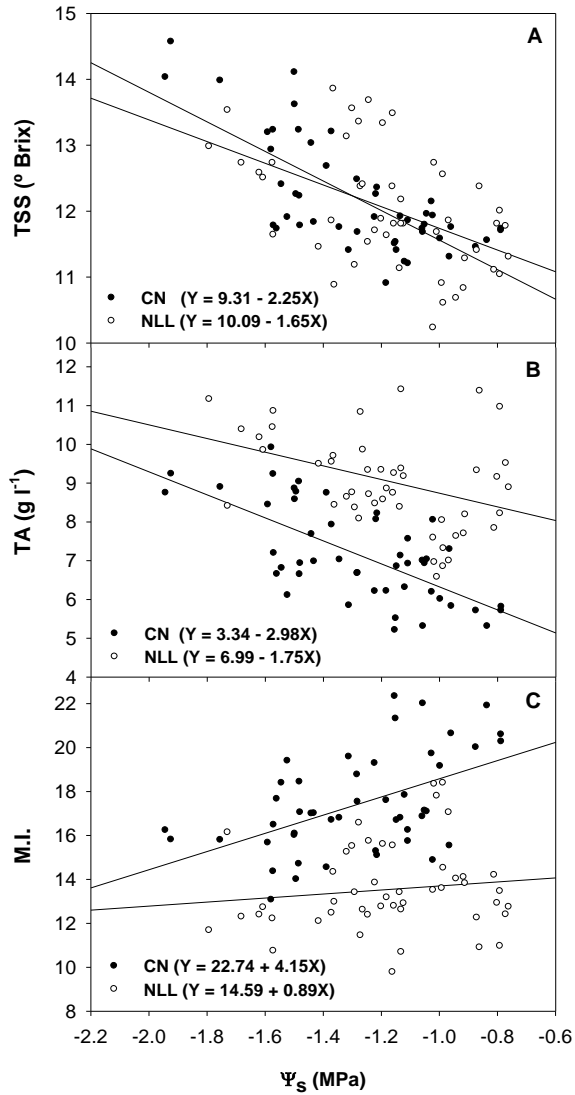 15
14
13
12
11
10
TSS (º Brix)
A
CN (Y = 9.31 - 2.25X)
NLL (Y = 10.09 - 1.65X)
12
11
10
9
8
7
6
5
4
TA (g l⁻¹)
B
CN (Y = 3.34 - 2.98X)
NLL (Y = 6.99 - 1.75X)
22
20
18
16
14
12
10
8
M.I.
C
CN (Y = 22.74 + 4.15X)
NLL (Y = 14.59 + 0.89X)
-2.2 -2.0 -1.8 -1.6 -1.4 -1.2 -1.0 -0.8 -0.6
Ψs (MPa)